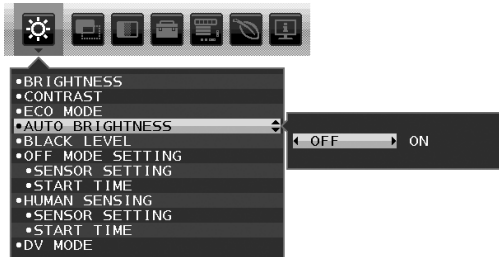 •BRIGHTNESS
•CONTRAST
•ECO MODE
•AUTO BRIGHTNESS
OFF ON
•BLACK LEVEL
•OFF MODE SETTING
•SENSOR SETTING
•START TIME
•HUMAN SENSING
•SENSOR SETTING
•START TIME
•DV MODE